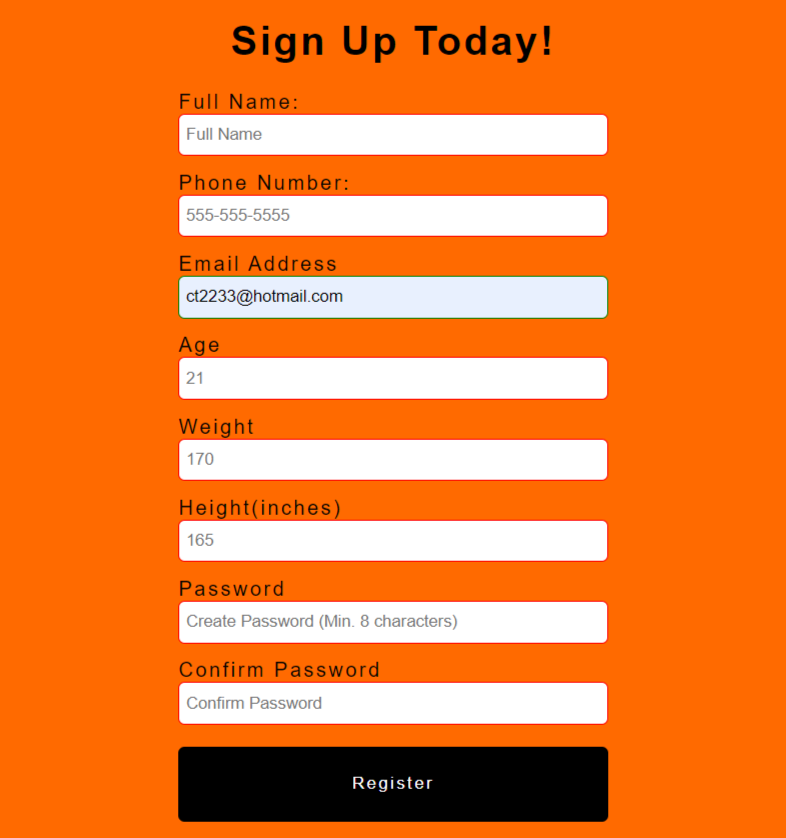 Sign Up Today!
Full Name:
Full Name
Phone Number:
555-555-5555
Email Address
ct2233@hotmail.com
Age
21
Weight
170
Height(inches)
165
Password
Create Password (Min. 8 characters)
Confirm Password
Confirm Password
Register